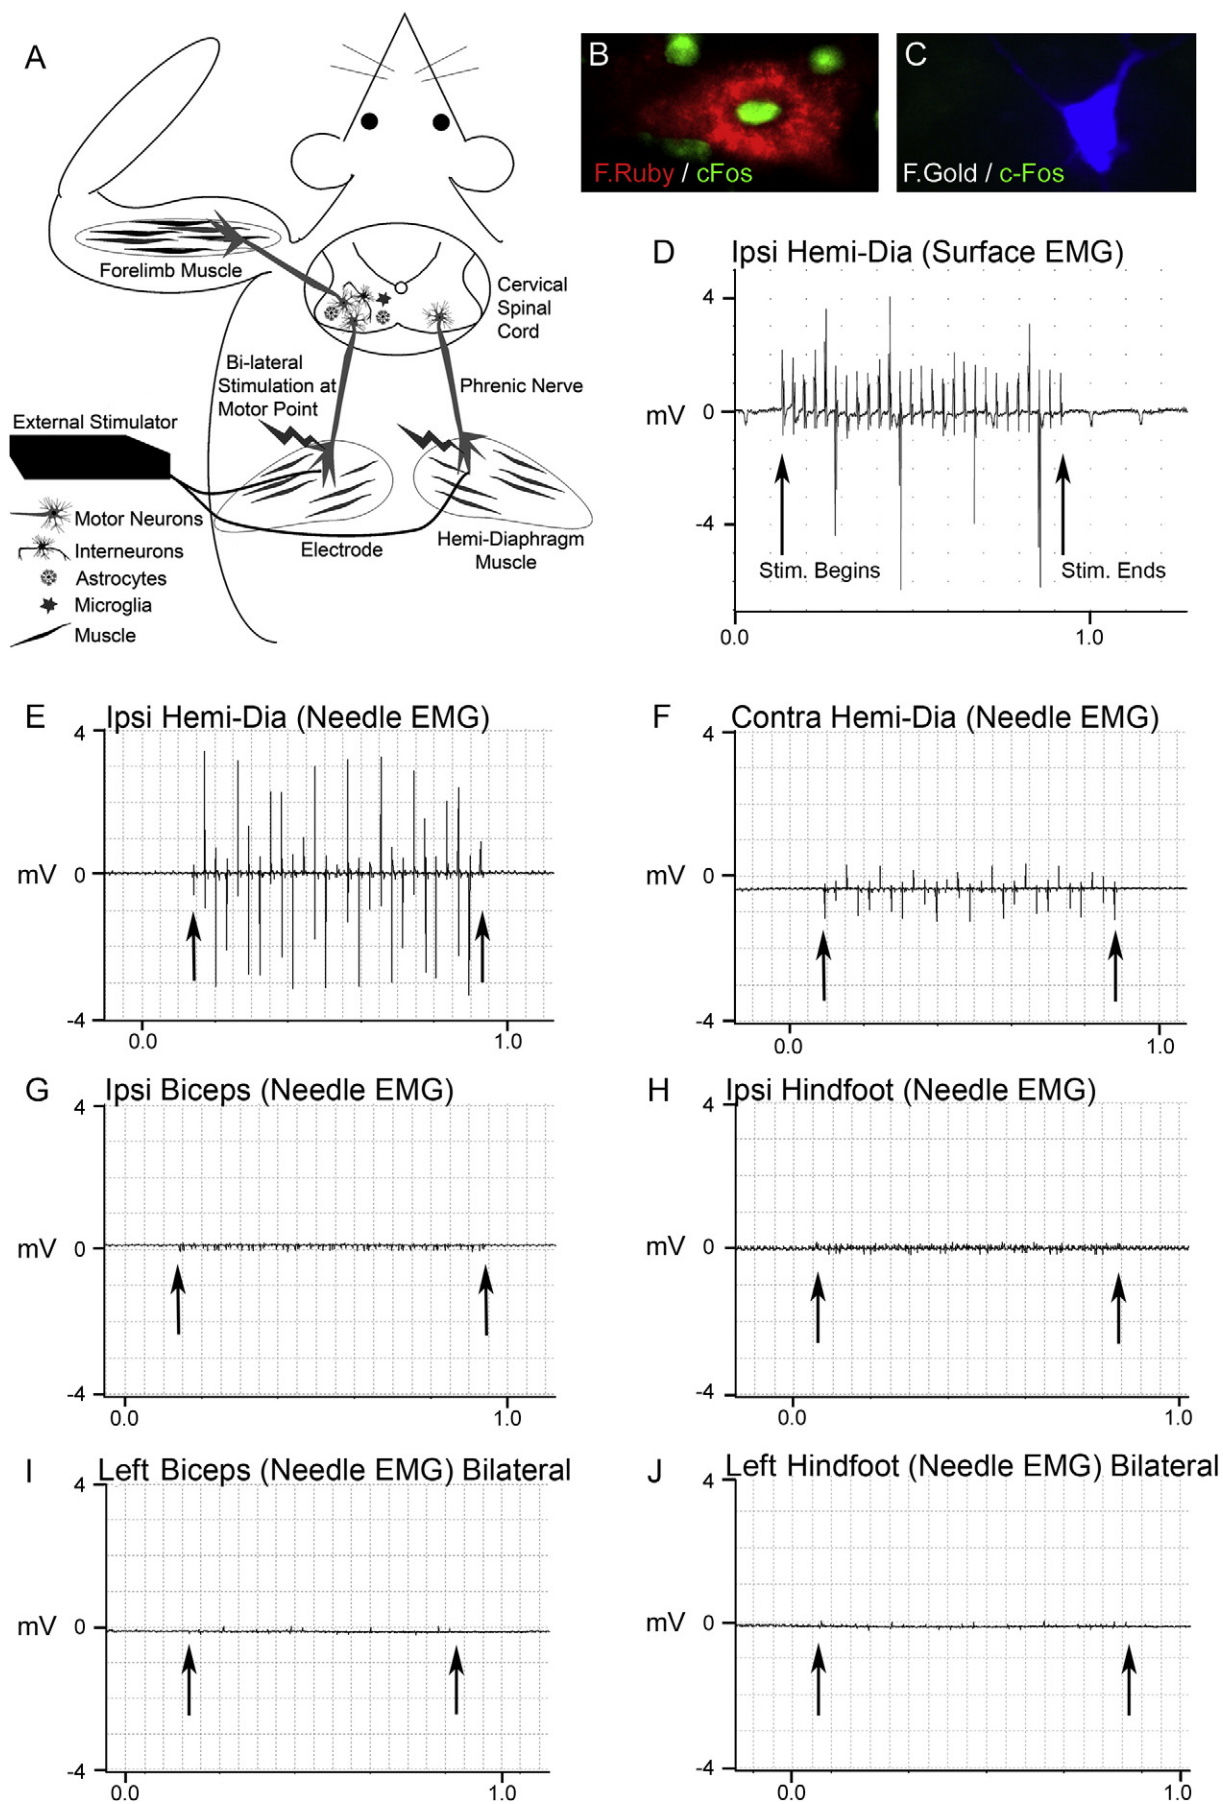 A
Forelimb Muscle
Cervical
Spinal
Cord
Bi-lateral
Stimulation at
Motor Point
Phrenic Nerve
External Stimulator
Motor Neurons
Interneurons
Astrocytes
Microglia
Muscle
Electrode
Hemi-Diaphragm
Muscle
B
F.Ruby / cFos
C
F.Gold / c-Fos
D Ipsi Hemi-Dia (Surface EMG)
4
mV 0
-4
Stim. Begins Stim. Ends
0.0 1.0
E Ipsi Hemi-Dia (Needle EMG)
4
mV 0
-4
0.0 1.0
F Contra Hemi-Dia (Needle EMG)
4
mV 0
-4
0.0 1.0
G Ipsi Biceps (Needle EMG)
4
mV 0
-4
0.0 1.0
H Ipsi Hindfoot (Needle EMG)
4
mV 0
-4
0.0 1.0
I Left Biceps (Needle EMG) Bilateral
4
mV 0
-4
0.0 1.0
J Left Hindfoot (Needle EMG) Bilateral
4
mV 0
-4
0.0 1.0